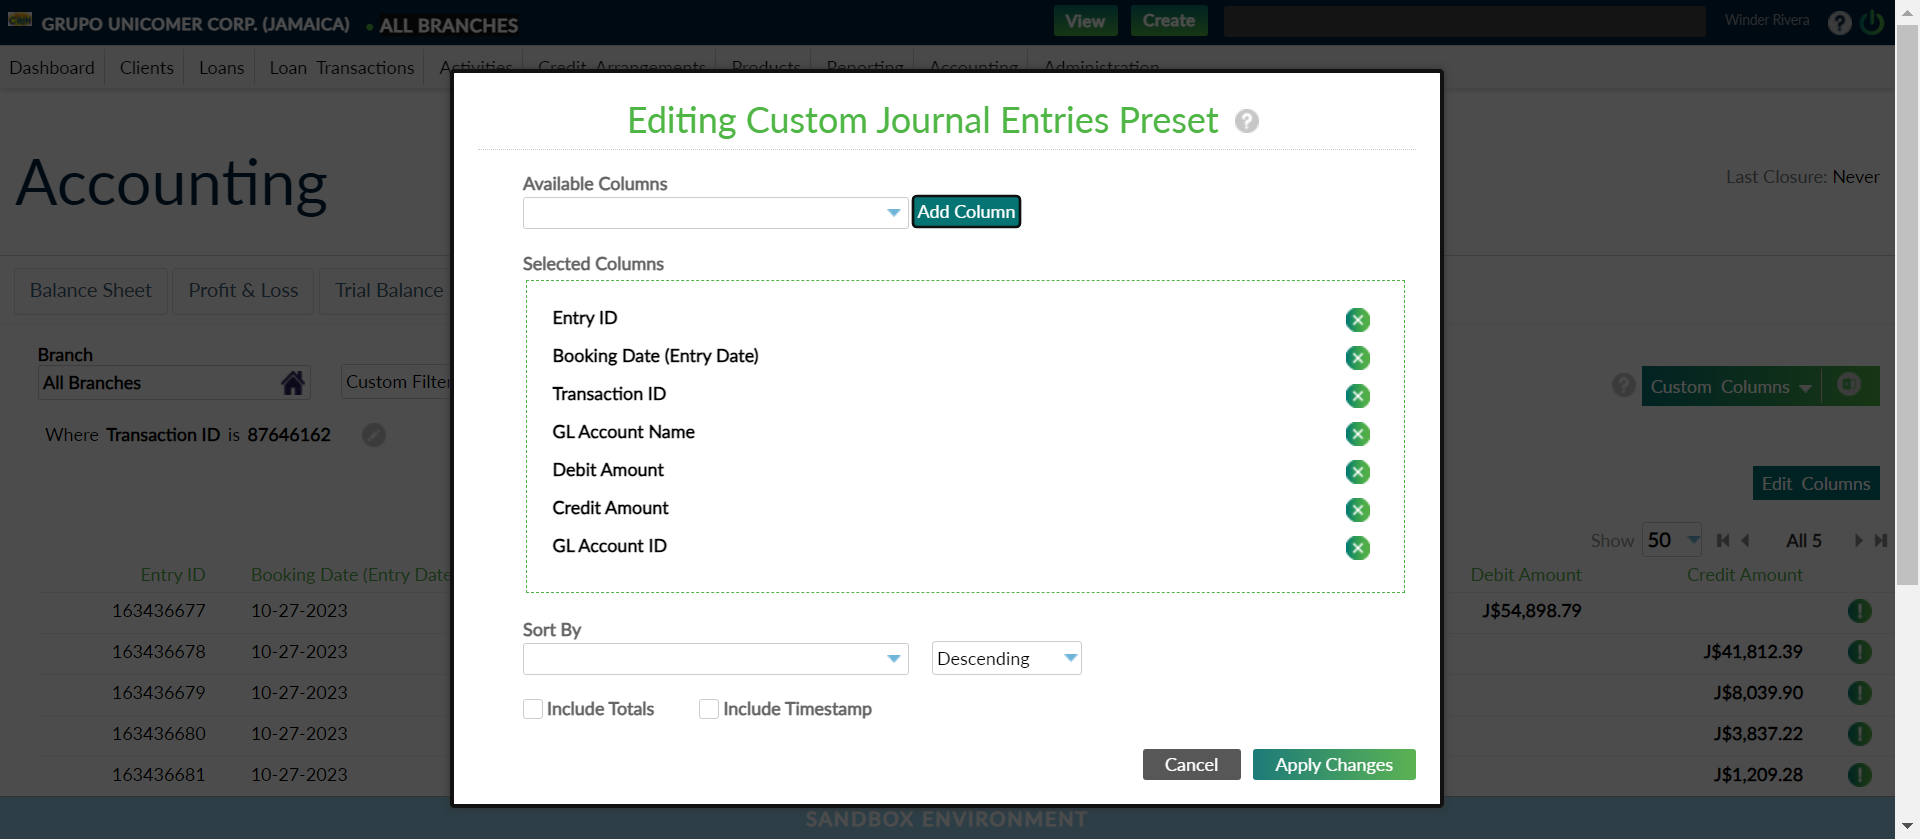 GRUPO UNICOMER CORP. (JAMAICA) • ALL BRANCHES View Create Winder Rivera ?
Dashboard Clients Loans Loan Transactions Activities Credit Arrangements Products Reporting Accounting Administration
Editing Custom Journal Entries Preset ?
Accounting
Last Closure: Never
Available Columns
Add Column
Selected Columns
Entry ID
Booking Date (Entry Date)
Transaction ID
GL Account Name
Debit Amount
Credit Amount
GL Account ID
Sort By
Descending
Include Totals Include Timestamp
Cancel Apply Changes
Balance Sheet Profit & Loss Trial Balance
Branch
All Branches Custom Filter
? Custom Columns
Where Transaction ID is 87646162
Edit Columns
Show 50 All 5
Entry ID Booking Date (Entry Date Debit Amount Credit Amount
163436677 10-27-2023 J$54,898.79
163436678 10-27-2023 J$41,812.39
163436679 10-27-2023 J$8,039.90
163436680 10-27-2023 J$3,837.22
163436681 10-27-2023 J$1,209.28
SANDBOX ENVIRONMENT